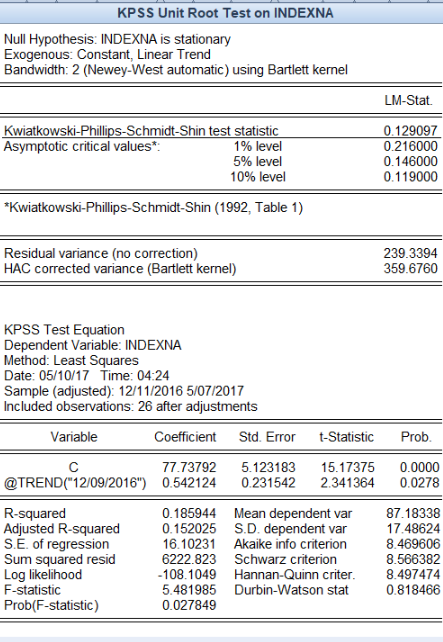 KPSS Unit Root Test on INDEXNA
Null Hypothesis: INDEXNA is stationary
Exogenous: Constant, Linear Trend
Bandwidth: 2 (Newey-West automatic) using Bartlett kernel
LM-Stat.
Kwiatkowski-Phillips-Schmidt-Shin test statistic 0.129097
Asymptotic critical values*: 1% level 0.216000
5% level 0.146000
10% level 0.119000
*Kwiatkowski-Phillips-Schmidt-Shin (1992, Table 1)
Residual variance (no correction) 239.3394
HAC corrected variance (Bartlett kernel) 359.6760
KPSS Test Equation
Dependent Variable: INDEXNA
Method: Least Squares
Date: 05/10/17 Time: 04:24
Sample (adjusted): 12/11/2016 5/07/2017
Included observations: 26 after adjustments
Variable Coefficient Std. Error t-Statistic Prob.
C 77.73792 5.123183 15.17375 0.0000
@TREND("12/09/2016") 0.542124 0.231542 2.341364 0.0278
R-squared 0.185944 Mean dependent var 87.18338
Adjusted R-squared 0.152025 S.D. dependent var 17.48624
S.E. of regression 16.10231 Akaike info criterion 8.469606
Sum squared resid 6222.823 Schwarz criterion 8.566382
Log likelihood -108.1049 Hannan-Quinn criter. 8.497474
F-statistic 5.481985 Durbin-Watson stat 0.818466
Prob(F-statistic) 0.027849